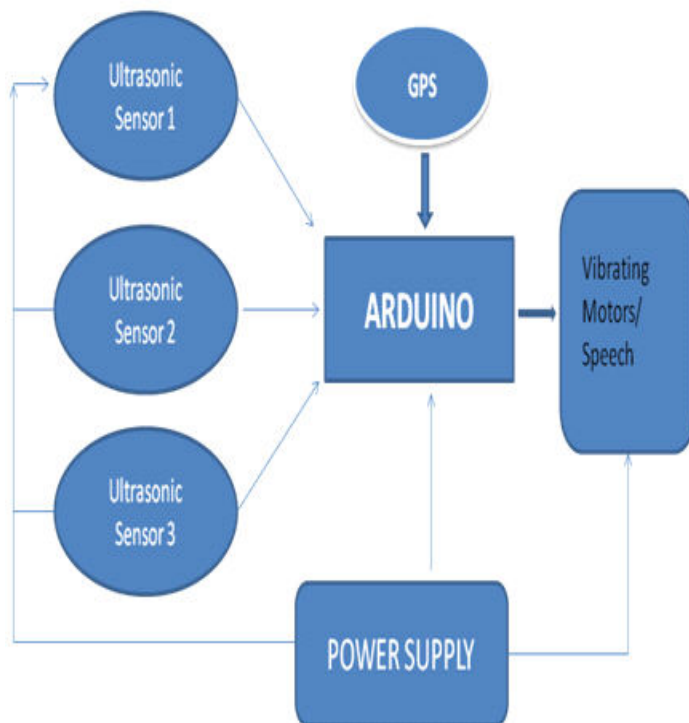 Ultrasonic
Sensor 1
GPS
Ultrasonic
Sensor 2
ARDUINO
Vibrating
Motors/
Speech
Ultrasonic
Sensor 3
POWER SUPPLY